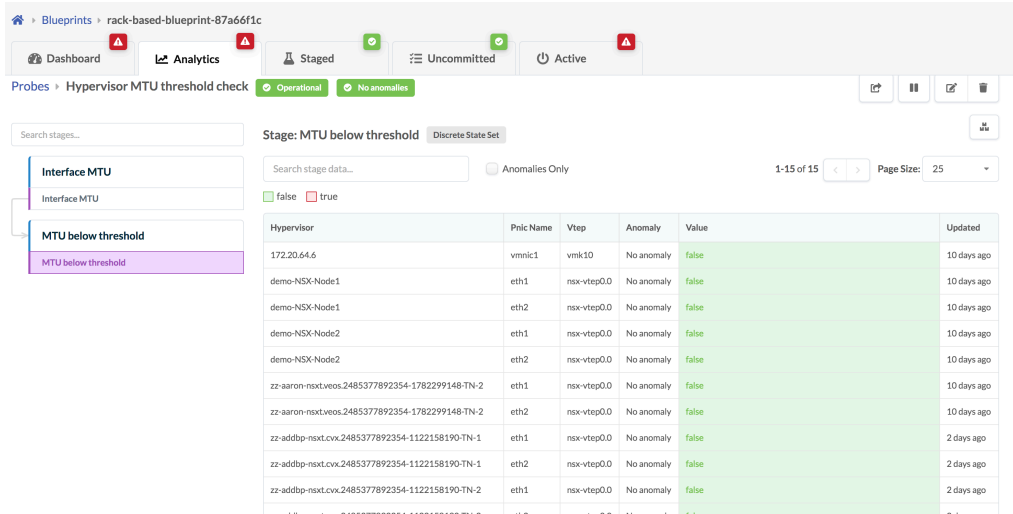 Blueprints rack-based-blueprint-87a66f1c
Dashboard Analytics Staged Uncommitted Active
Probes Hypervisor MTU threshold check Operational No anomalies
Search stages...
Interface MTU
Interface MTU
MTU below threshold
MTU below threshold
Stage: MTU below threshold Discrete State Set
Search stage data... Anomalies Only 1-15 of 15 Page Size: 25
false true
Hypervisor Pnic Name Vtep Anomaly Value Updated
172.20.64.6 vmnic1 vmk10 No anomaly false 10 days ago
demo-NSX-Node1 eth1 nsx-vtep0.0 No anomaly false 10 days ago
demo-NSX-Node1 eth2 nsx-vtep0.0 No anomaly false 10 days ago
demo-NSX-Node2 eth1 nsx-vtep0.0 No anomaly false 10 days ago
demo-NSX-Node2 eth2 nsx-vtep0.0 No anomaly false 10 days ago
zz-aaron-nsxt.veos.2485377892354-1782299148-TN-2 eth1 nsx-vtep0.0 No anomaly false 10 days ago
zz-aaron-nsxt.veos.2485377892354-1782299148-TN-2 eth2 nsx-vtep0.0 No anomaly false 10 days ago
zz-addbp-nsxt.cvx.2485377892354-1122158190-TN-1 eth1 nsx-vtep0.0 No anomaly false 2 days ago
zz-addbp-nsxt.cvx.2485377892354-1122158190-TN-1 eth2 nsx-vtep0.0 No anomaly false 2 days ago
zz-addbp-nsxt.cvx.2485377892354-1122158190-TN-2 eth1 nsx-vtep0.0 No anomaly false 2 days ago